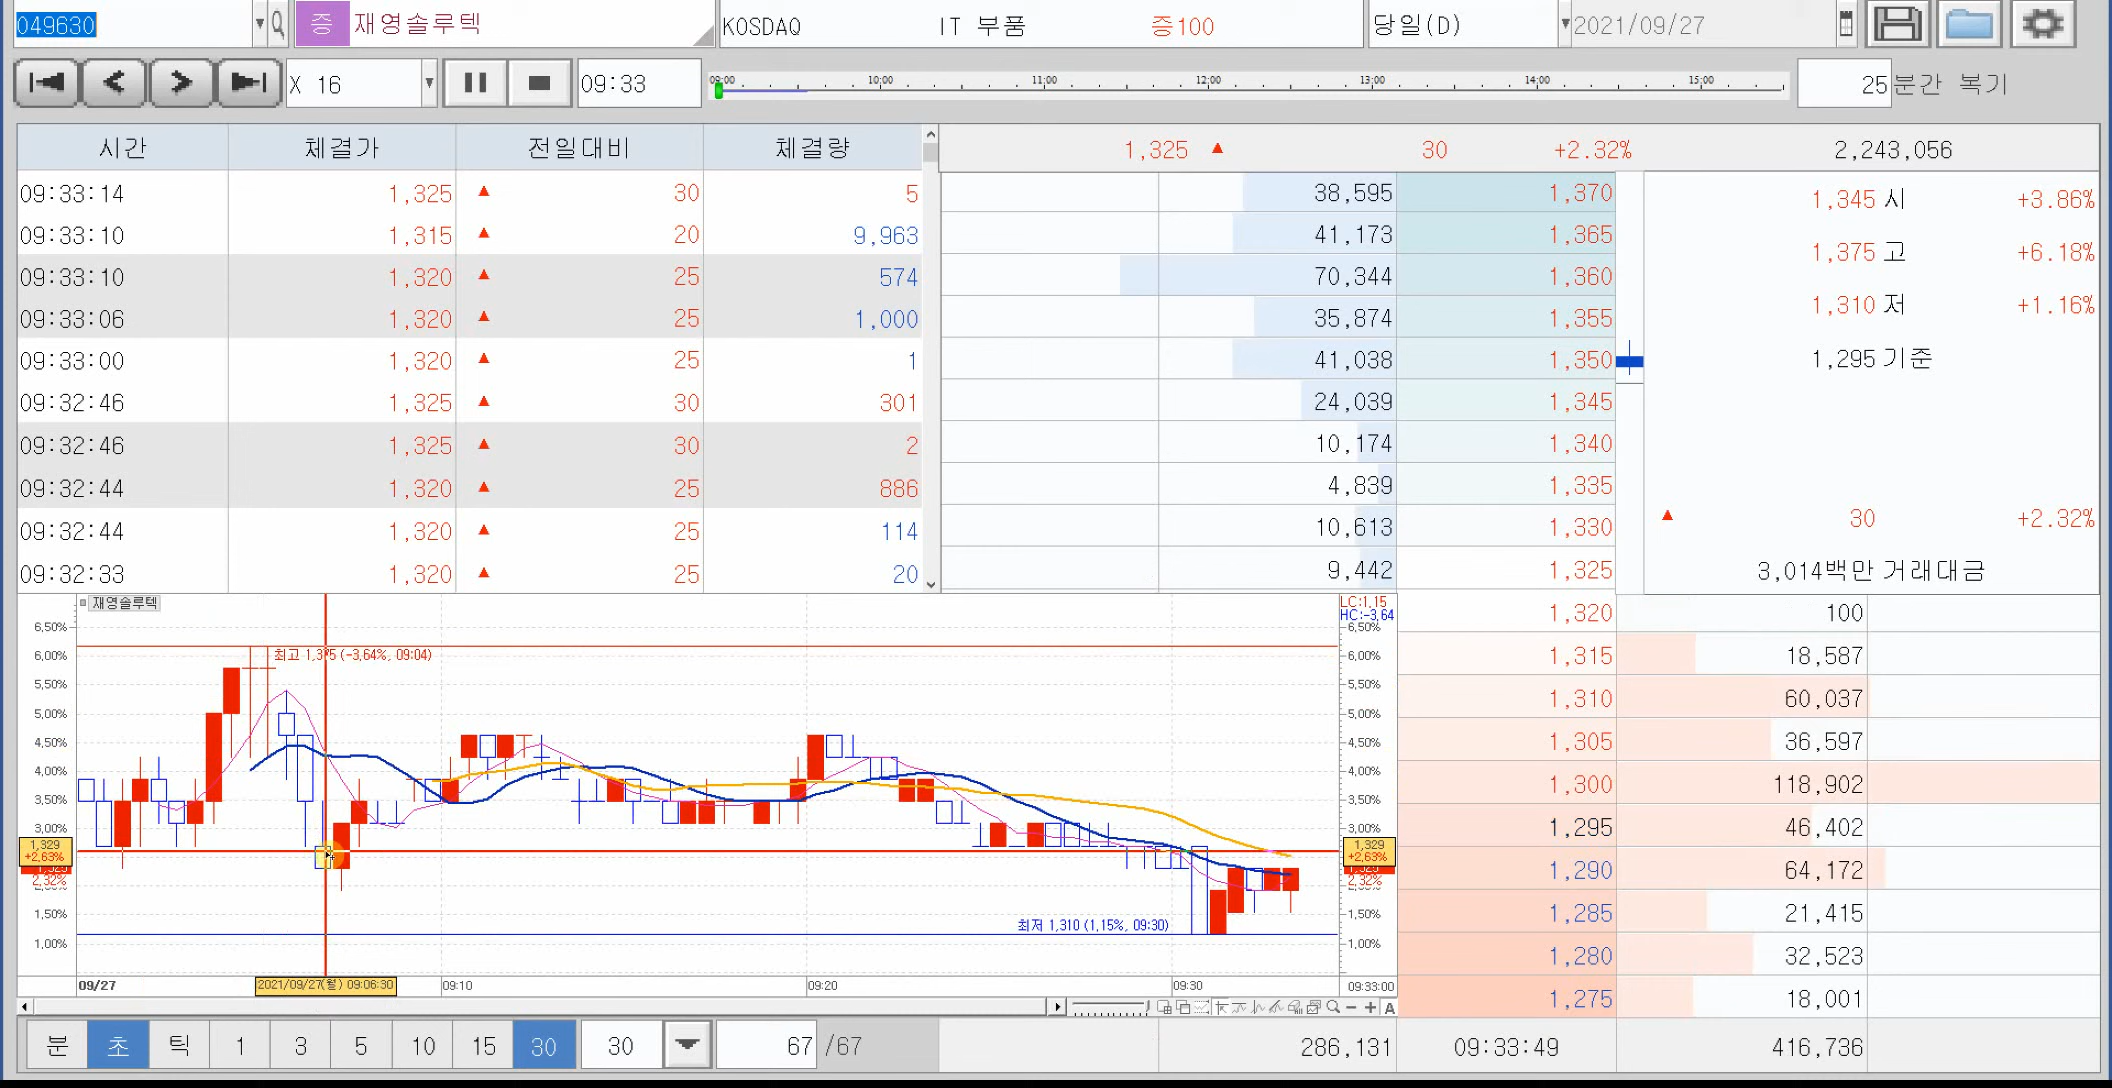 049630 증 재영솔루텍 KOSDAQ IT 부품 증100 당일(D) 2021/09/27
X 16 09:33 09:00 10:00 11:00 12:00 13:00 14:00 15:00 25분간 복기
시간 체결가 전일대비 체결량
1,325 ▲ 30 +2.32% 2,243,056
09:33:14 1,325 ▲ 30 5
09:33:10 1,315 ▲ 20 9,963
09:33:10 1,320 ▲ 25 574
09:33:06 1,320 ▲ 25 1,000
09:33:00 1,320 ▲ 25 1
09:32:46 1,325 ▲ 30 301
09:32:46 1,325 ▲ 30 2
09:32:44 1,320 ▲ 25 886
09:32:44 1,320 ▲ 25 114
09:32:33 1,320 ▲ 25 20
38,595 1,370
41,173 1,365
70,344 1,360
35,874 1,355
41,038 1,350
24,039 1,345
10,174 1,340
4,839 1,335
10,613 1,330
9,442 1,325
1,345 시 +3.86%
1,375 고 +6.18%
1,310 저 +1.16%
1,295 기준
▲ 30 +2.32%
3,014백만 거래대금
1,320 100
1,315 18,587
1,310 60,037
1,305 36,597
1,300 118,902
1,295 46,402
1,290 64,172
1,285 21,415
1,280 32,523
1,275 18,001
재영솔루텍
LC:1,15
HC:-3,64
6,50% 6,50%
6,00% 6,00%
최고 1,375 (-3,64%, 09:04)
5,50% 5,50%
5,00% 5,00%
4,50% 4,50%
4,00% 4,00%
3,50% 3,50%
3,00% 3,00%
1,329 1,329
+2,63% +2,63%
2,32% 2,32%
1,50% 1,50%
최저 1,310 (1,15%, 09:30)
1,00% 1,00%
09/27 2021/09/27(월) 09:06:30 09:10 09:20 09:30 09:33:00
A
분 초 틱 1 3 5 10 15 30 30 67 /67
286,131 09:33:49 416,736